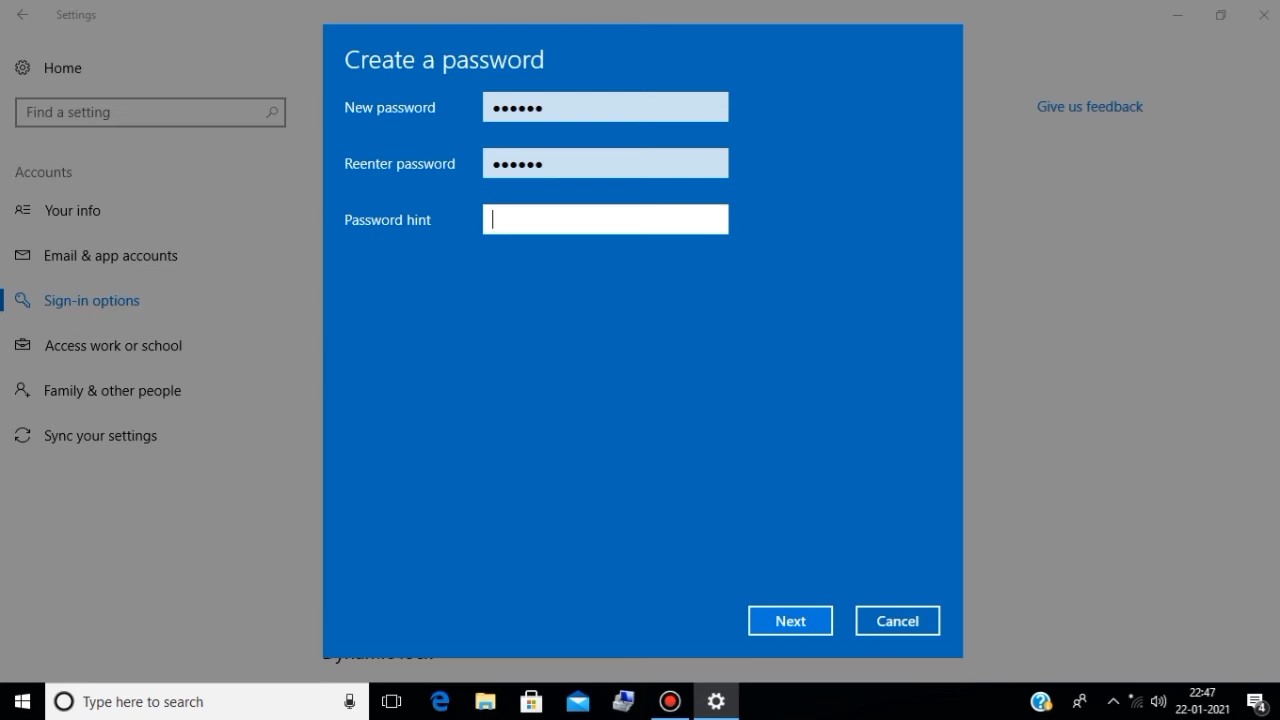 Settings
Home
Find a setting
Accounts
Your info
Email & app accounts
Sign-in options
Access work or school
Family & other people
Sync your settings
Create a password
New password ●●●●●●
Reenter password ●●●●●●
Password hint
Next Cancel
Give us feedback
Type here to search
22:47
22-01-2021
4